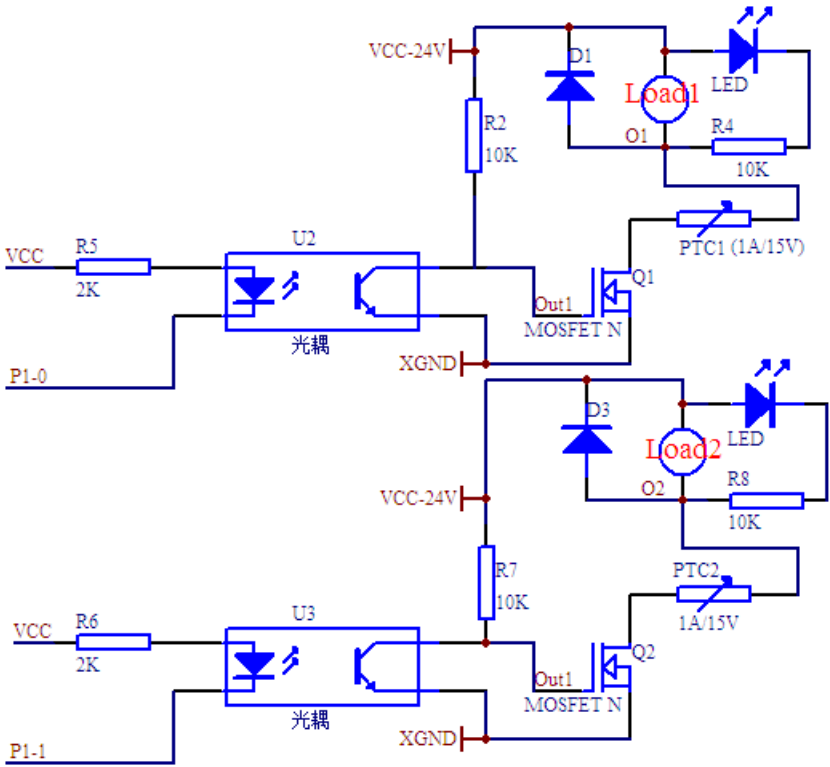 VCC-24V
D1
LED
Load1
R2
10K
O1
R4
10K
PTC1 (1A/15V)
U2
VCC
R5
2K
Q1
Out1
MOSFET N
光耦
XGND
P1-0
D3
LED
Load2
VCC-24V
O2
R8
10K
R7
10K
PTC2
1A/15V
U3
VCC
R6
2K
Q2
Out1
MOSFET N
光耦
XGND
P1-1